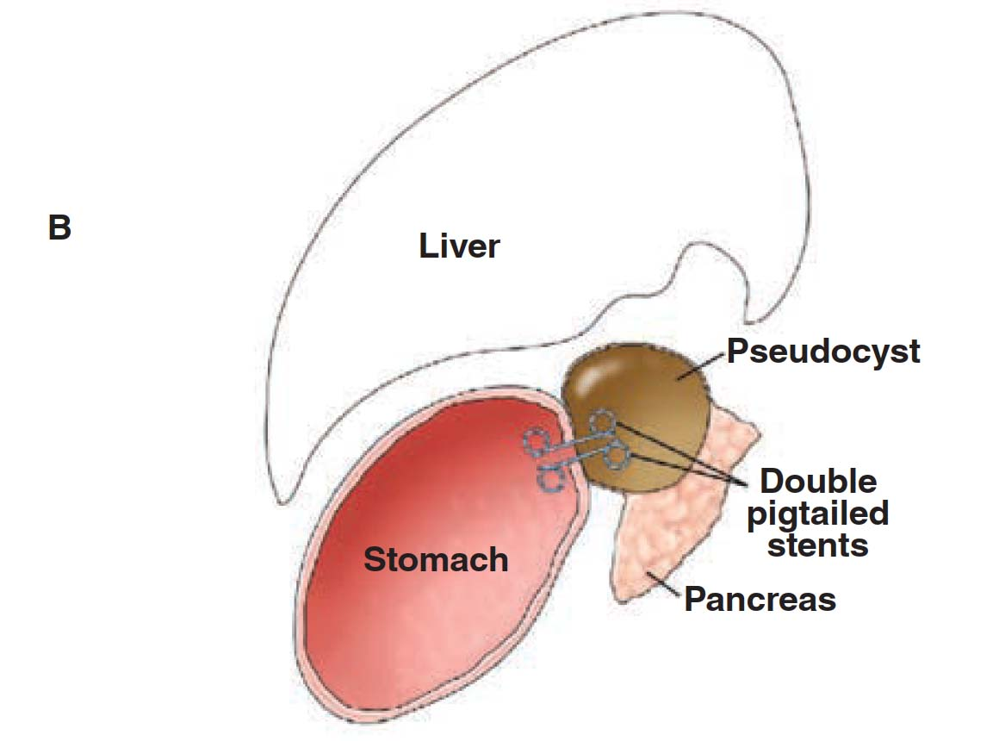 B
Liver
Pseudocyst
Double
pigtailed
stents
Stomach
Pancreas